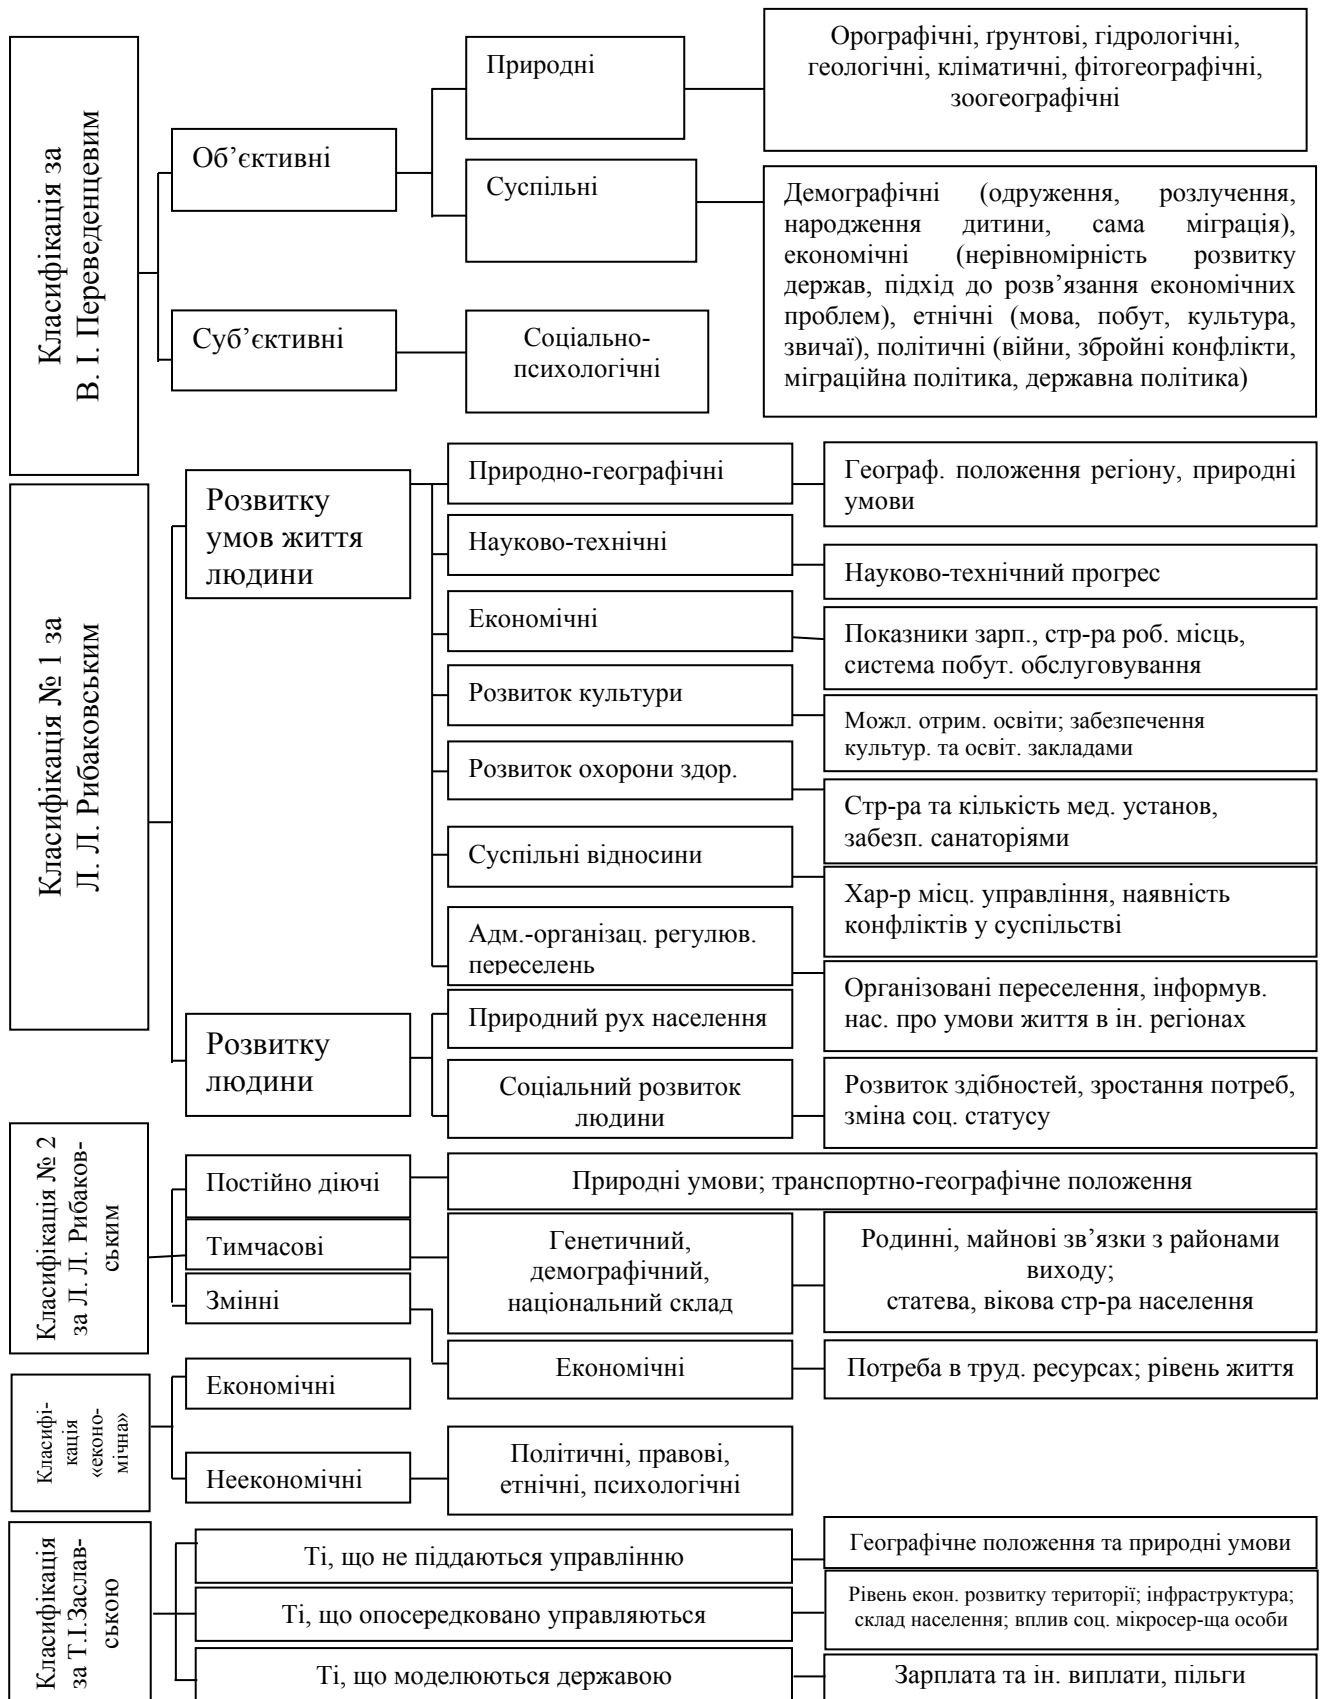 Класифікація за
В. І. Переведенцевим
Об’єктивні
Природні
Орографічні, ґрунтові, гідрологічні,
геологічні, кліматичні, фітогеографічні,
зоогеографічні
Суспільні
Демографічні (одруження, розлучення,
народження дитини, сама міграція),
економічні (нерівномірність розвитку
держав, підхід до розв’язання економічних
проблем), етнічні (мова, побут, культура,
звичаї), політичні (війни, збройні конфлікти,
міграційна політика, державна політика)
Суб’єктивні
Соціально-
психологічні
Класифікація № 1 за
Л. Л. Рибаковським
Розвитку
умов життя
людини
Природно-географічні
Географ. положення регіону, природні
умови
Науково-технічні
Науково-технічний прогрес
Економічні
Показники зарп., стр-ра роб. місць,
система побут. обслуговування
Розвиток культури
Можл. отрим. освіти; забезпечення
культур. та освіт. закладами
Розвиток охорони здор.
Стр-ра та кількість мед. установ,
забезп. санаторіями
Суспільні відносини
Хар-р місц. управління, наявність
конфліктів у суспільстві
Адм.-організац. регулюв.
переселень
Організовані переселення, інформув.
нас. про умови життя в ін. регіонах
Розвитку
людини
Природний рух населення
Соціальний розвиток
людини
Розвиток здібностей, зростання потреб,
зміна соц. статусу
Класифікація № 2
за Л. Л. Рибаков-
ським
Постійно діючі
Природні умови; транспортно-географічне положення
Тимчасові
Генетичний,
демографічний,
національний склад
Родинні, майнові зв’язки з районами
виходу;
статева, вікова стр-ра населення
Змінні
Економічні
Потреба в труд. ресурсах; рівень життя
Класифі-
кація
«еконо-
мічна»
Економічні
Неекономічні
Політичні, правові,
етнічні, психологічні
Класифікація
за Т.І.Заслав-
ською
Ті, що не піддаються управлінню
Географічне положення та природні умови
Ті, що опосередковано управляються
Рівень екон. розвитку території; інфраструктура;
склад населення; вплив соц. мікросер-ща особи
Ті, що моделюються державою
Зарплата та ін. виплати, пільги